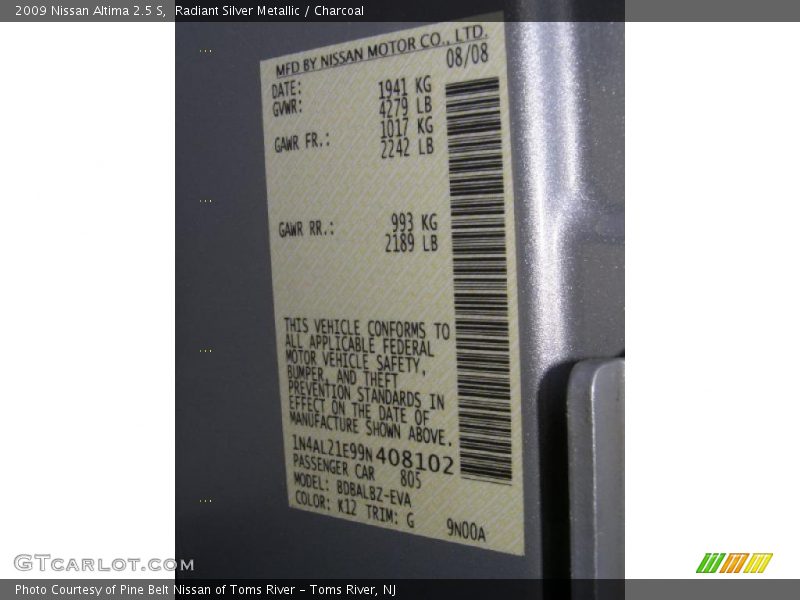 2009 Nissan Altima 2.5 S, Radiant Silver Metallic / Charcoal
MFD BY NISSAN MOTOR CO., LTD.
DATE: 08/08
GVWR: 1941 KG
4279 LB
GAWR FR.: 1017 KG
2242 LB
GAWR RR.: 993 KG
2189 LB
THIS VEHICLE CONFORMS TO
ALL APPLICABLE FEDERAL
MOTOR VEHICLE SAFETY,
BUMPER, AND THEFT
PREVENTION STANDARDS IN
EFFECT ON THE DATE OF
MANUFACTURE SHOWN ABOVE.
1N4AL21E99N408102
PASSENGER CAR 805
MODEL: BDBALBZ-EVA
COLOR: K12 TRIM: G 9N00A
GTCARLOT.COM
Photo Courtesy of Pine Belt Nissan of Toms River – Toms River, NJ